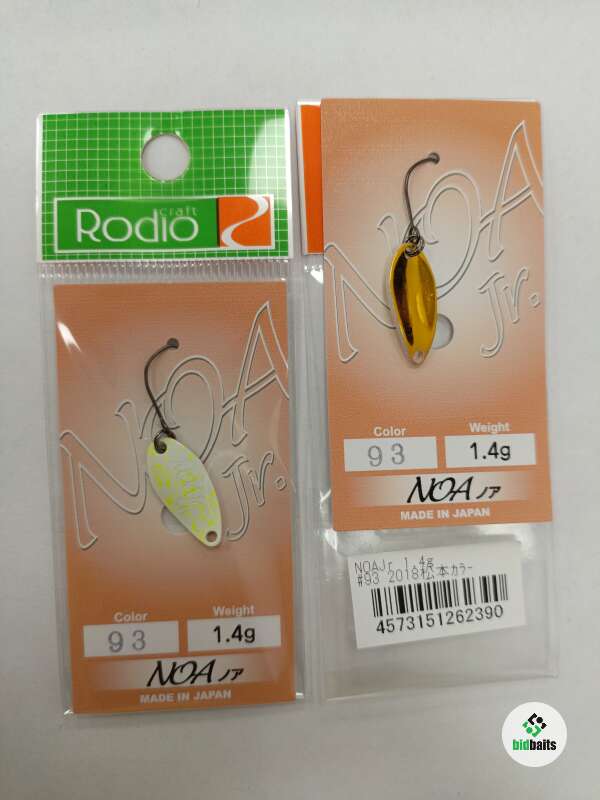 craft
Rodio
NOA
Jr.
Color
Weight
93
1.4g
NOA ノア
MADE IN JAPAN
NOA
Jr.
Color
Weight
93
1.4g
NOA ノア
MADE IN JAPAN
NOAJr. 1.4g
#93 2018松本カラー
4573151262390
bidbaits